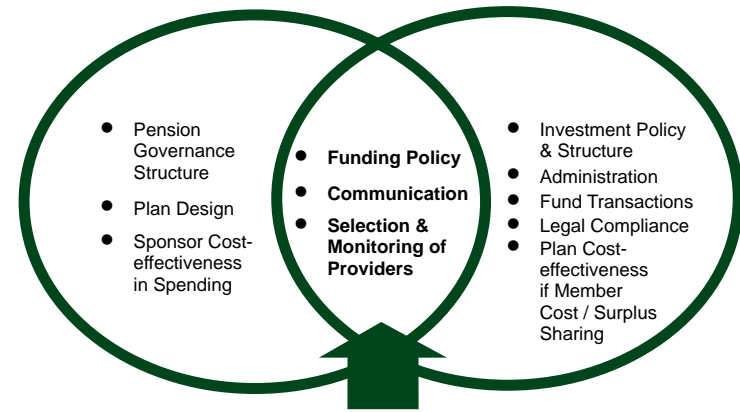 ● Pension
Governance
Structure
● Plan Design
● Sponsor Cost-
effectiveness
in Spending
● Funding Policy
● Communication
● Selection &
Monitoring of
Providers
● Investment Policy
& Structure
● Administration
● Fund Transactions
● Legal Compliance
● Plan Cost-
effectiveness
if Member
Cost / Surplus
Sharing